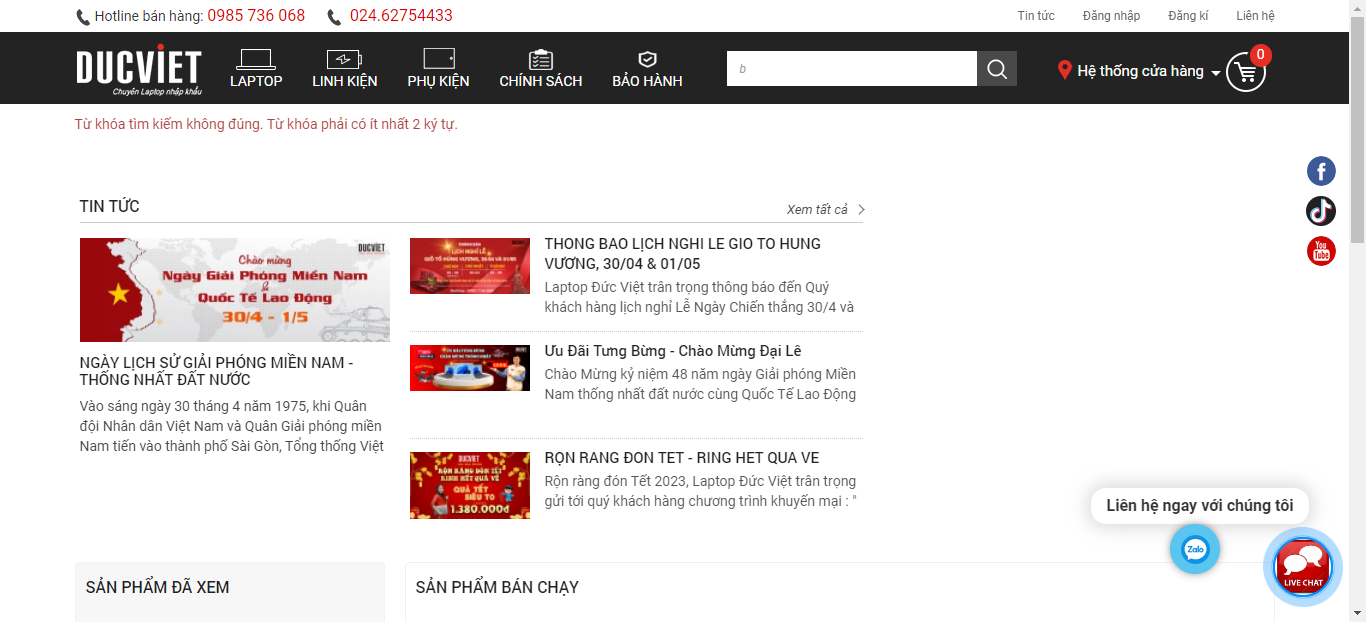 Hotline bán hàng: 0985 736 068 024.62754433
Tin tức Đăng nhập Đăng kí Liên hệ
DUCViET
Chuyên Laptop nhập khẩu
LAPTOP LINH KIỆN PHỤ KIỆN CHÍNH SÁCH BẢO HÀNH
b
Hệ thống cửa hàng
0
Từ khóa tìm kiếm không đúng. Từ khóa phải có ít nhất 2 ký tự.
TIN TỨC
Xem tất cả
DUCVIET
Chào mừng
Ngày Giải Phóng Miền Nam
&
Quốc Tế Lao Động
30/4 - 1/5
NGÀY LỊCH SỬ GIẢI PHÓNG MIỀN NAM -
THỐNG NHẤT ĐẤT NƯỚC
Vào sáng ngày 30 tháng 4 năm 1975, khi Quân
đội Nhân dân Việt Nam và Quân Giải phóng miền
Nam tiến vào thành phố Sài Gòn, Tổng thống Việt
LỊCH NGHỈ LỄ
THONG BAO LỊCH NGHI LE GIO TO HUNG
VƯƠNG, 30/04 & 01/05
Laptop Đức Việt trân trọng thông báo đến Quý
khách hàng lịch nghỉ Lễ Ngày Chiến thắng 30/4 và
Ưu Đãi Tưng Bừng - Chào Mừng Đại Lê
Chào Mừng kỷ niệm 48 năm ngày Giải phóng Miền
Nam thống nhất đất nước cùng Quốc Tế Lao Động
DUCVIET
RỘN RÀNG ĐÓN TẾT
RINH HẾT QUÀ VỀ
QUÀ TẾT
SIÊU TO
1.380.000đ
RỌN RANG ĐON TET - RING HET QUA VE
Rộn ràng đón Tết 2023, Laptop Đức Việt trân trọng
gửi tới quý khách hàng chương trình khuyến mại : "
You
Tube
Liên hệ ngay với chúng tôi
Zalo
LIVE CHAT
SẢN PHẨM ĐÃ XEM
SẢN PHẨM BÁN CHẠY